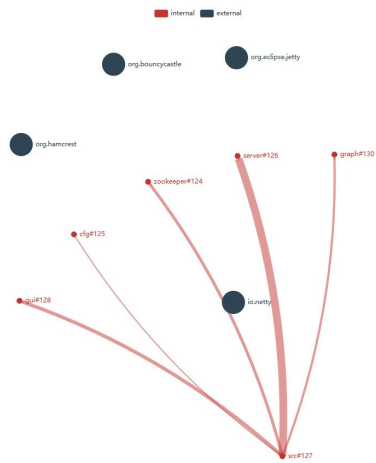 internal
external
org.bouncycastle
org.eclipse.jetty
org.hamcrest
server#126
graph#130
zookeeper#124
cfg#125
gui#128
io.netty
src#127